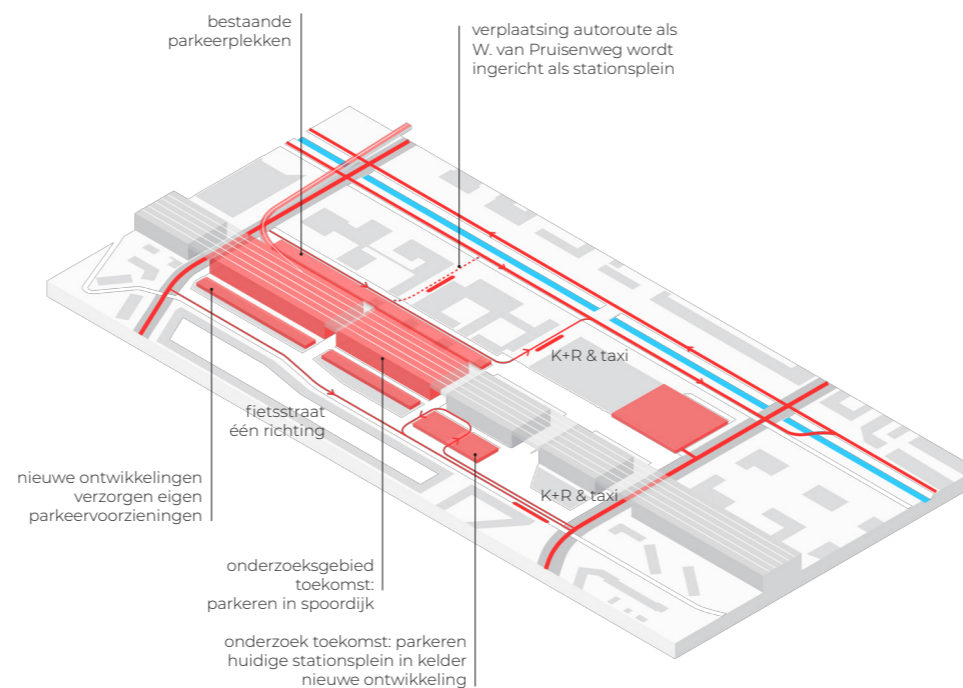 bestaande
parkeerplekken
verplaatsing autoroute als
W. van Pruisenweg wordt
ingericht als stationsplein
K+R & taxi
fietsstraat
één richting
nieuwe ontwikkelingen
verzorgen eigen
parkeervoorzieningen
K+R & taxi
onderzoeksgebied
toekomst:
parkeren in spoordijk
onderzoek toekomst: parkeren
huidige stationsplein in kelder
nieuwe ontwikkeling